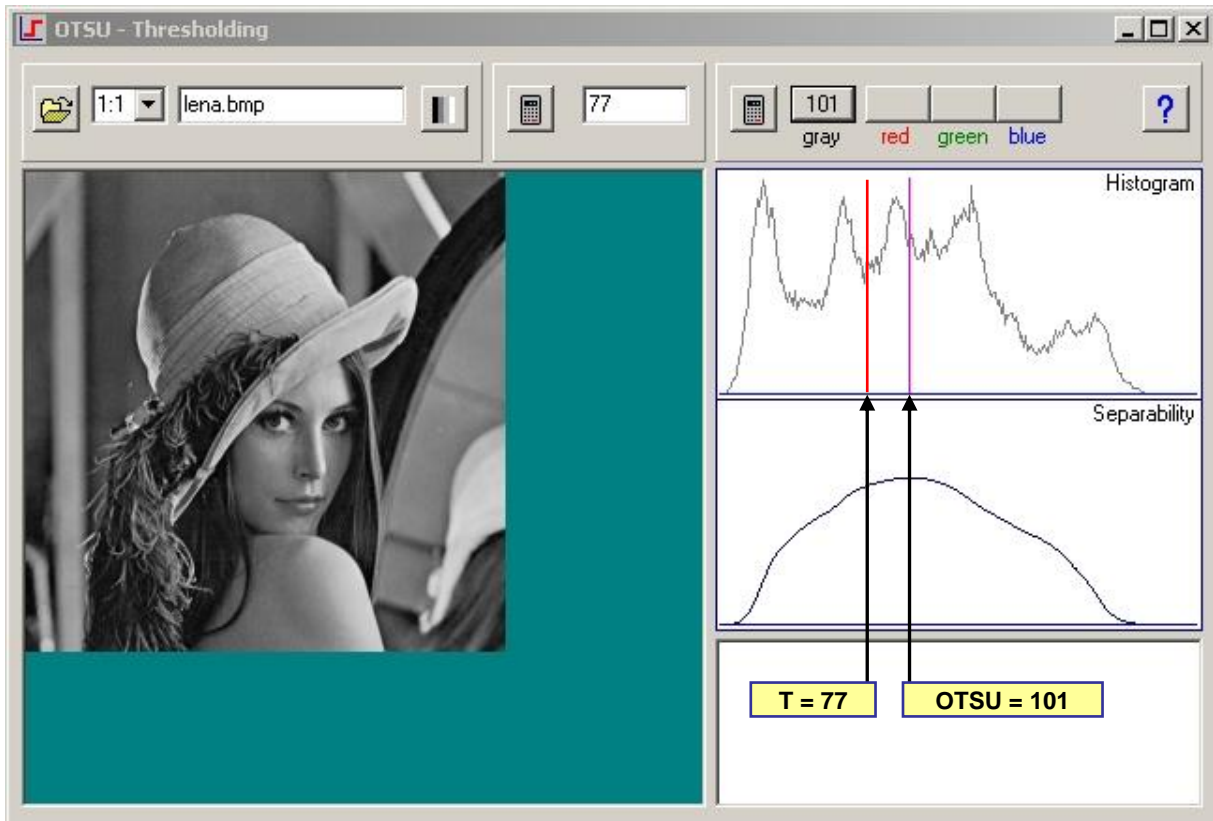 OTSU - Thresholding
1:1 lena.bmp
77
101
gray red green blue
?
Histogram
Separability
T = 77
OTSU = 101